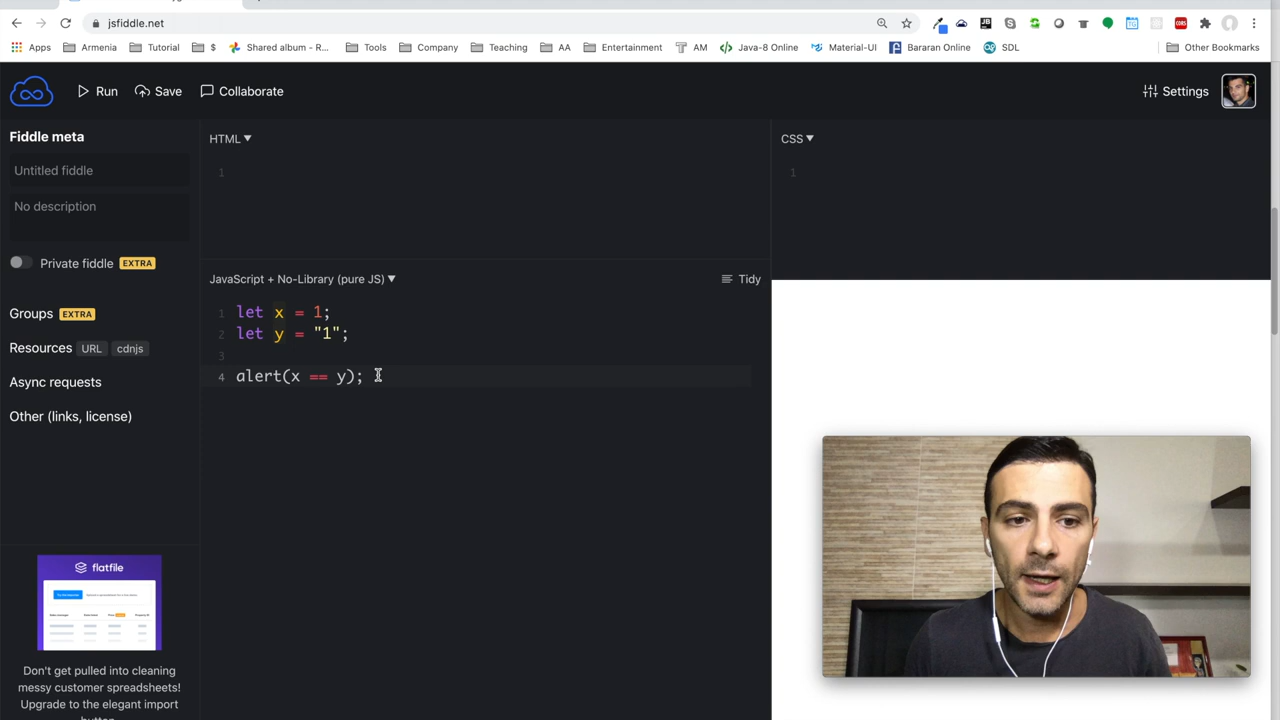 jsfiddle.net
Apps Armenia Tutorial $ Shared album - R... Tools Company Teaching AA Entertainment AM Java-8 Online Material-UI Bararan Online SDL Other Bookmarks
Run Save Collaborate Settings
Fiddle meta
Untitled fiddle
No description
Private fiddle EXTRA
Groups EXTRA
Resources URL cdnjs
Async requests
Other (links, license)
flatfile
Don't get pulled into cleaning
messy customer spreadsheets!
Upgrade to the elegant import
HTML
1
CSS
1
JavaScript + No-Library (pure JS) Tidy
1 let x = 1;
2 let y = "1";
3
4 alert(x == y);